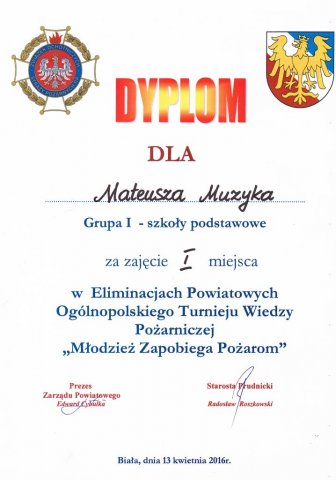 DYPLOM
DLA
Mateusza Muzyka
Grupa I - szkoły podstawowe
za zajęcie I miejsca
w Eliminacjach Powiatowych
Ogólnopolskiego Turnieju Wiedzy
Pożarniczej
„Młodzież Zapobiega Pożarom”
Prezes
Zarządu Powiatowego
Edward Cybulka
Starosta Prudnicki
Radosław Roszkowski
Biała, dnia 13 kwietnia 2016r.